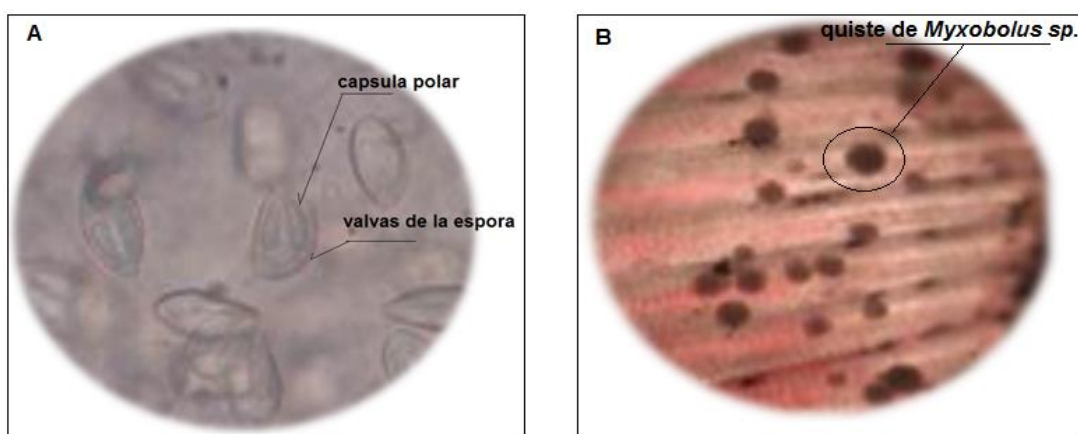 A
capsula polar
valvas de la espora
B
quiste de Myxobolus sp.